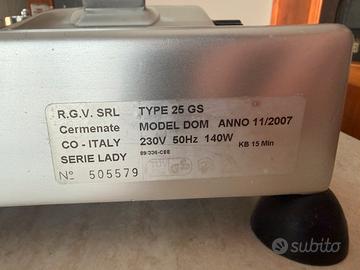 R.G.V. SRL TYPE 25 GS
Cermenate MODEL DOM ANNO 11/2007
CO - ITALY 230V 50Hz 140W KB 15 Min
SERIE LADY
Nº 505579
subito